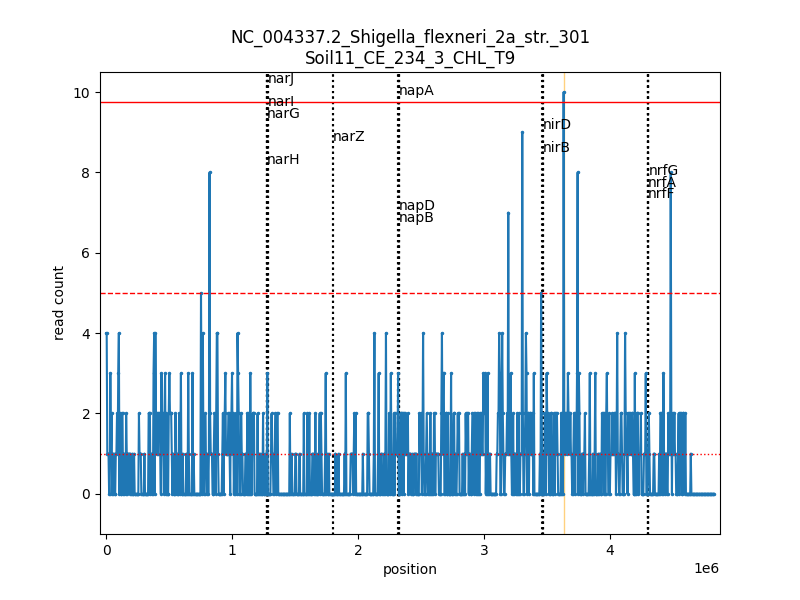 NC_004337.2_Shigella_flexneri_2a_str._301
Soil11_CE_234_3_CHL_T9
narJ
narI
narG
narH
narZ
napA
napD
napB
nirD
nirB
nrfG
nrfA
nrfF
read count
10
8
6
4
2
0
0
1
2
3
4
1e6
position